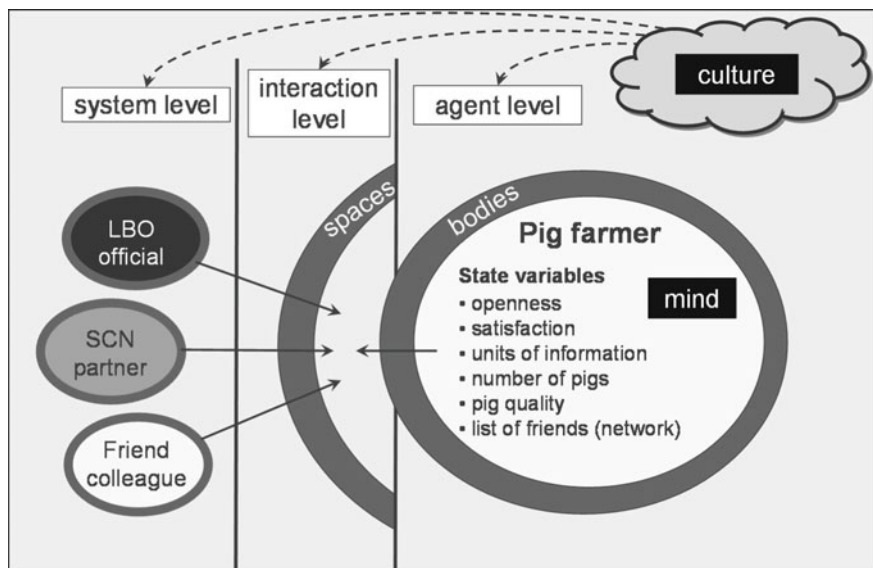 culture
system level
interaction
level
agent level
spaces
bodies
LBO
official
SCN
partner
Friend
colleague
Pig farmer
State variables
▪ openness
▪ satisfaction
▪ units of information
▪ number of pigs
▪ pig quality
▪ list of friends (network)
mind